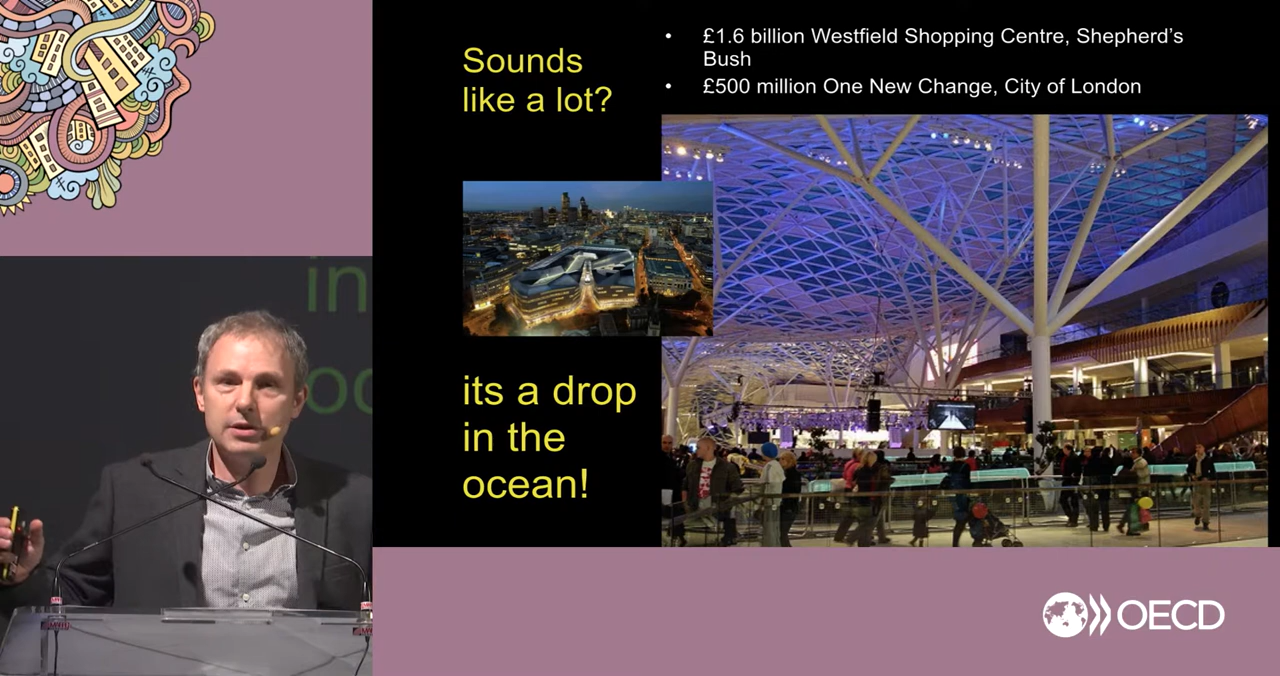 Sounds
like a lot?
• £1.6 billion Westfield Shopping Centre, Shepherd’s
Bush
• £500 million One New Change, City of London
its a drop
in the
ocean!
in
OECD